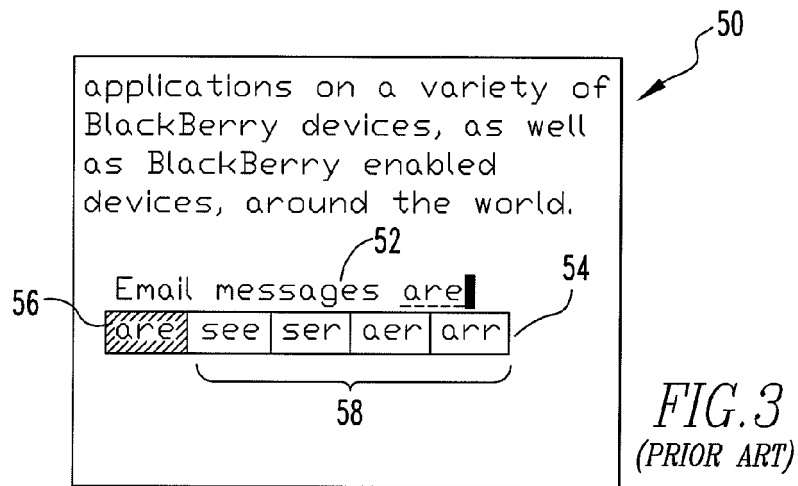 50
applications on a variety of
BlackBerry devices, as well
as BlackBerry enabled
devices, around the world.
52
Email messages are
56
54
are see ser aer arr
58
FIG.3
(PRIOR ART)